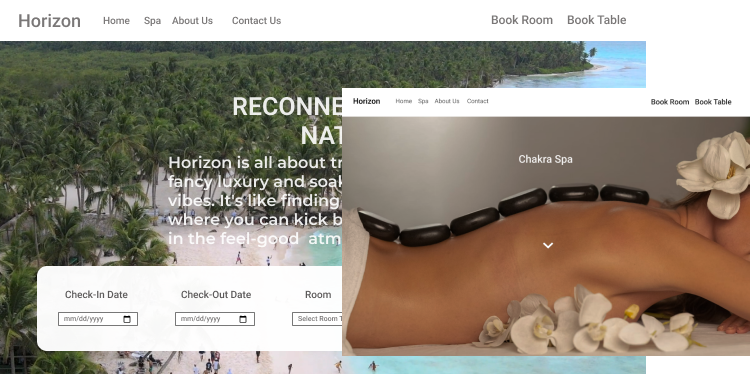 Horizon Home Spa About Us Contact Us Book Room Book Table
RECONNE
NAT
Horizon is all about tr
fancy luxury and soak
vibes. It's like finding
where you can kick b
in the feel-good atm
Check-In Date Check-Out Date Room
mm/dd/yyyy mm/dd/yyyy Select Room T
Horizon Home Spa About Us Contact Book Room Book Table
Chakra Spa